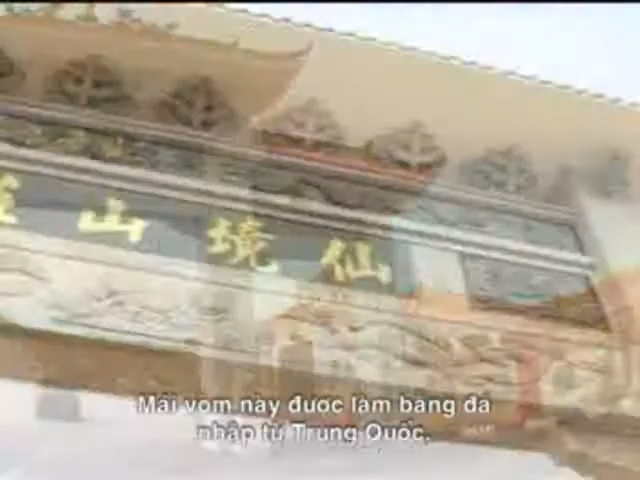 仙境山
Mái vòm này được làm bằng đá
nhập từ Trung Quốc.